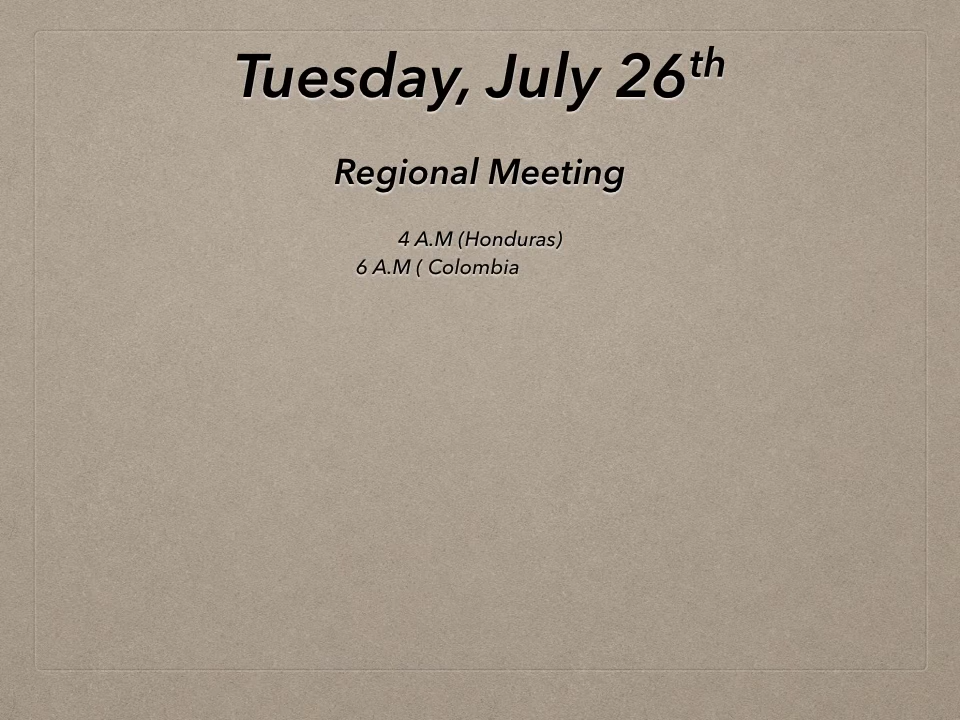 Tuesday, July 26th
Regional Meeting
4 A.M (Honduras)
6 A.M ( Colombia